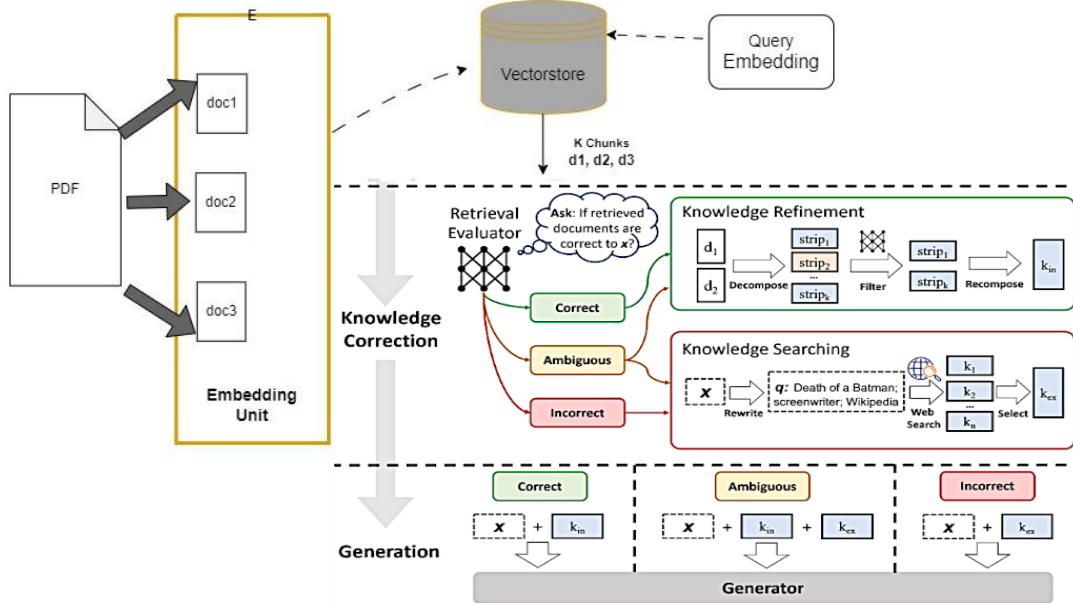 E
PDF
doc1
doc2
doc3
Embedding
Unit
Vectorstore
Query
Embedding
K Chunks
d1, d2, d3
Retrieval
Evaluator
Ask: If retrieved
documents are
correct to x?
Correct
Ambiguous
Incorrect
Knowledge
Correction
Knowledge Refinement
d1
d2
Decompose
strip1
strip2
...
stripk
Filter
strip1
stripk
Recompose
kin
Knowledge Searching
x
Rewrite
q: Death of a Batman;
screenwriter; Wikipedia
Web
Search
k1
k2
...
kn
Select
kex
Generation
Correct
x + kin
Ambiguous
x + kin + kex
Incorrect
x + kex
Generator